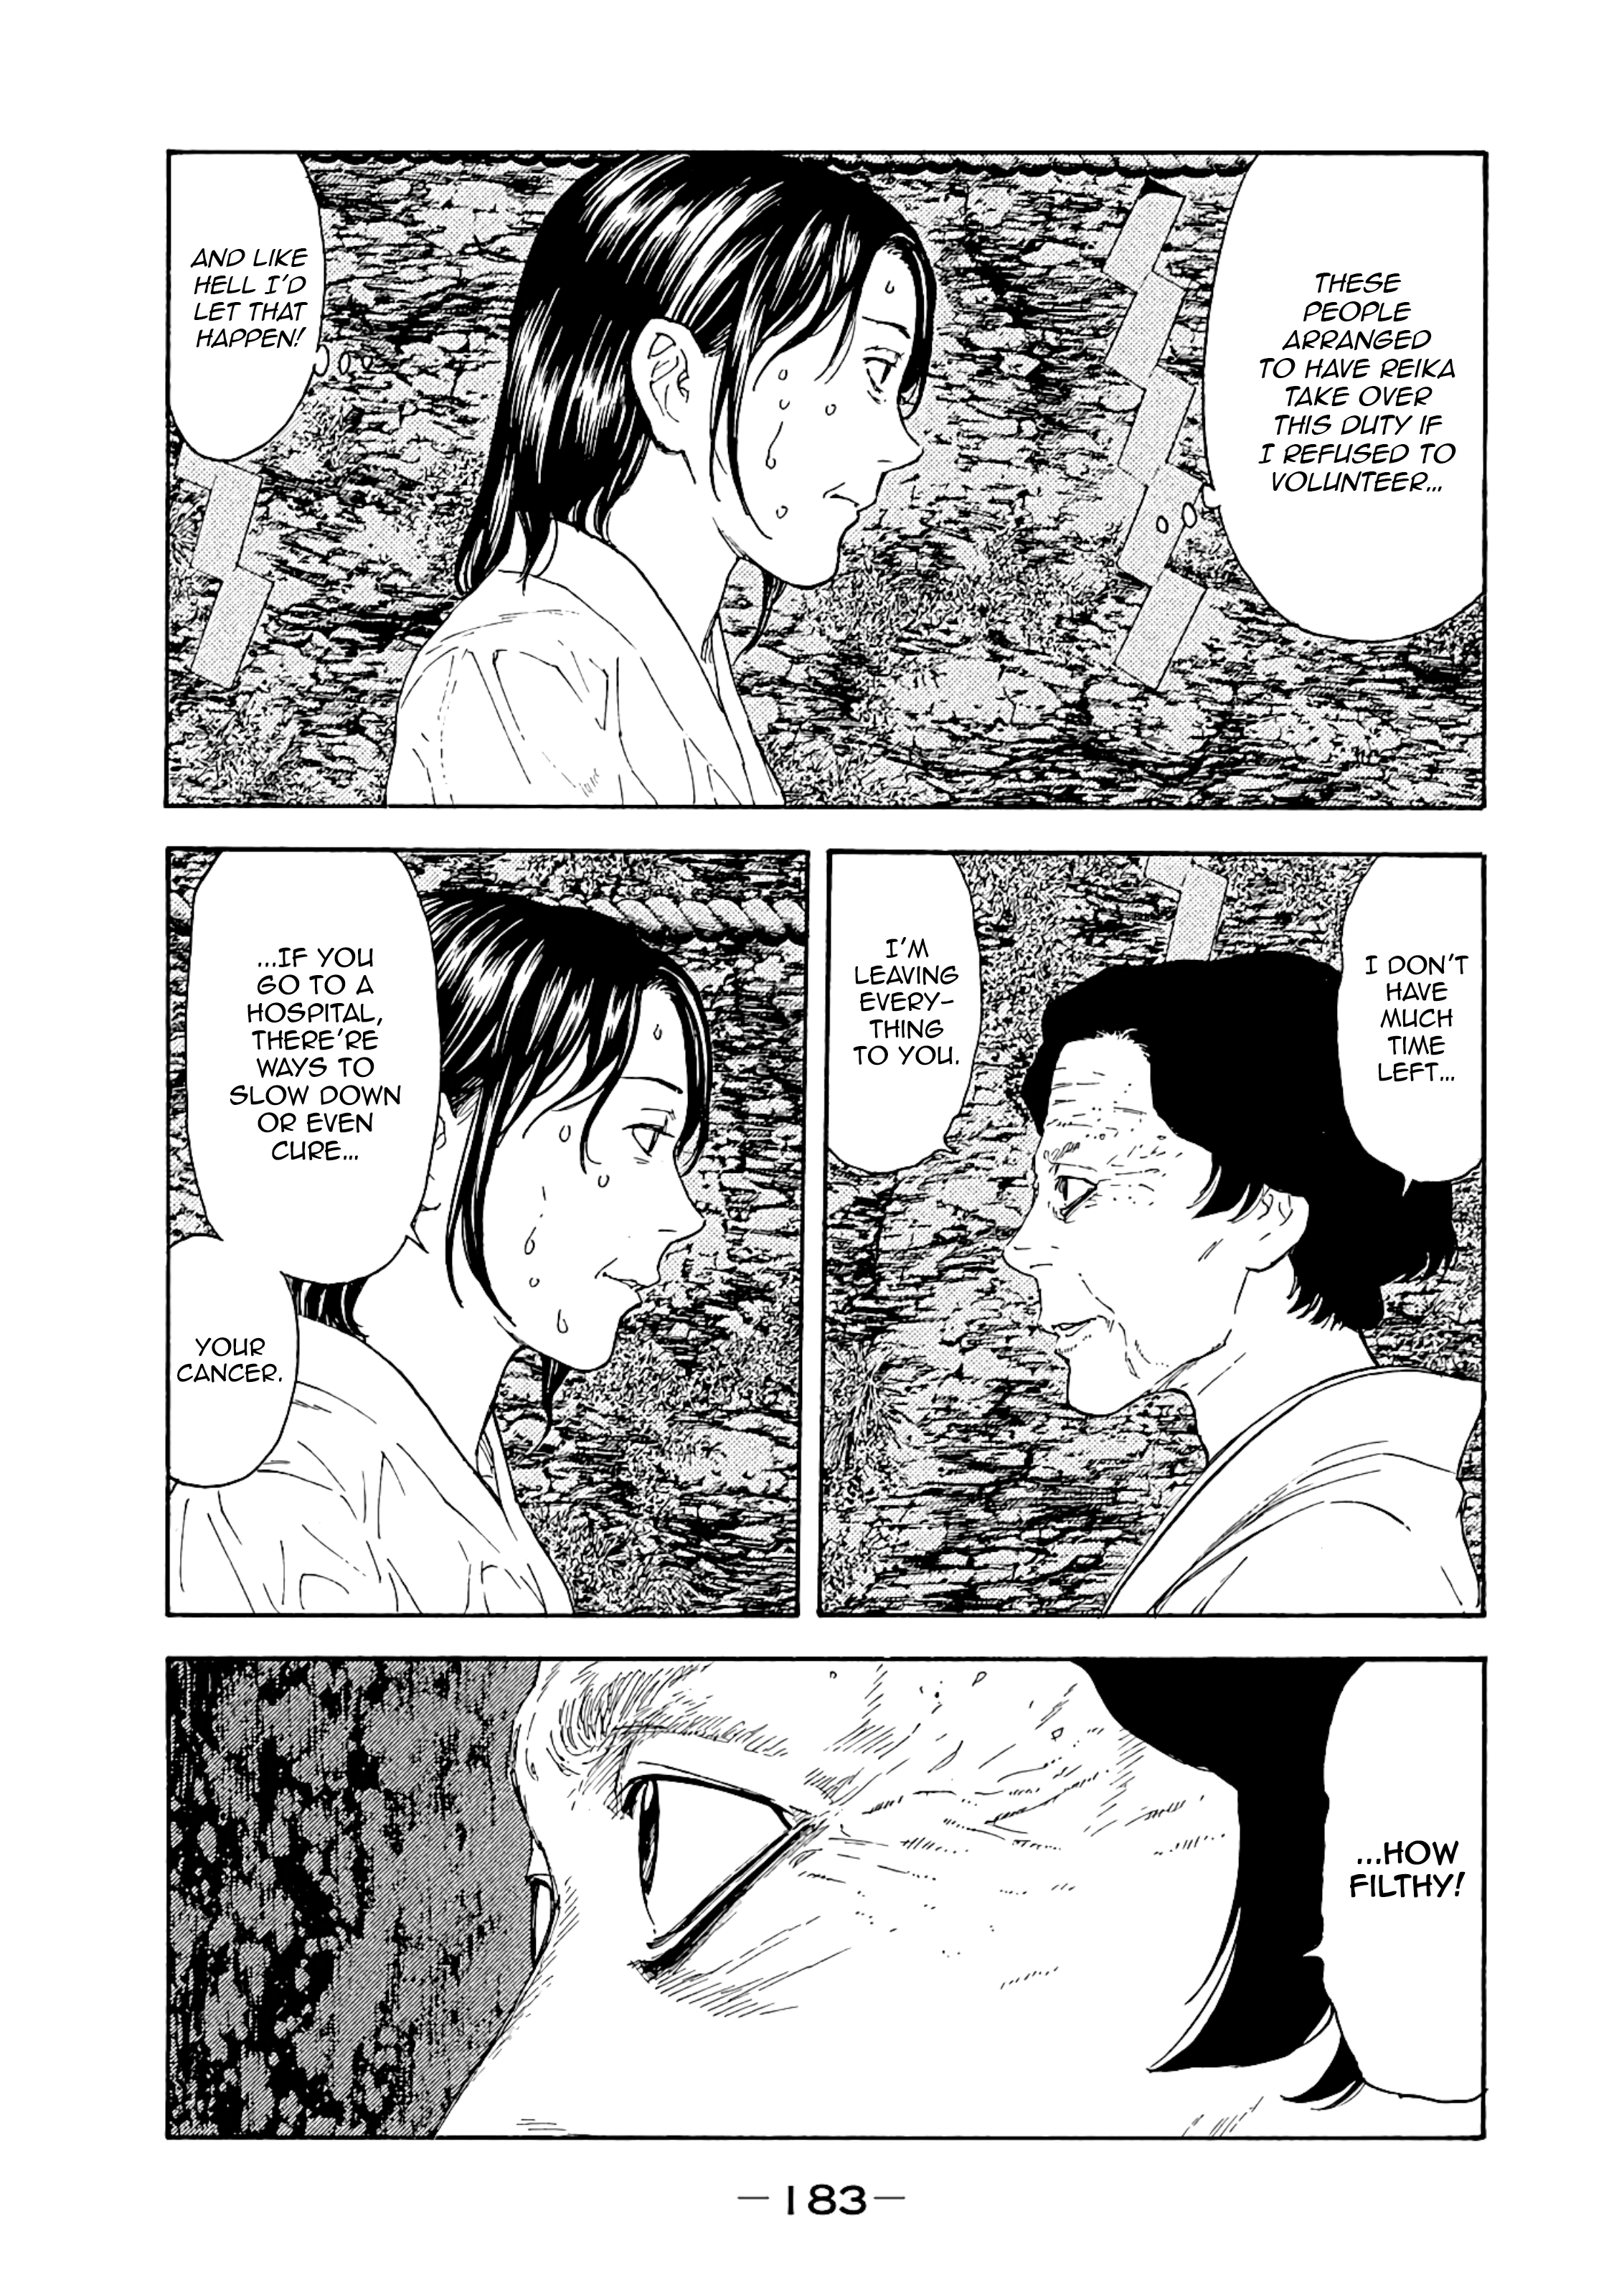 THESE
PEOPLE
ARRANGED
TO HAVE REIKA
TAKE OVER
THIS DUTY IF
I REFUSED TO
VOLUNTEER...
AND LIKE
HELL I'D
LET THAT
HAPPEN!
I DON'T
HAVE
MUCH
TIME
LEFT...
I'M
LEAVING
EVERY-
THING
TO YOU.
...IF YOU
GO TO A
HOSPITAL,
THERE'RE
WAYS TO
SLOW DOWN
OR EVEN
CURE...
YOUR
CANCER.
...HOW
FILTHY!
— 183 —